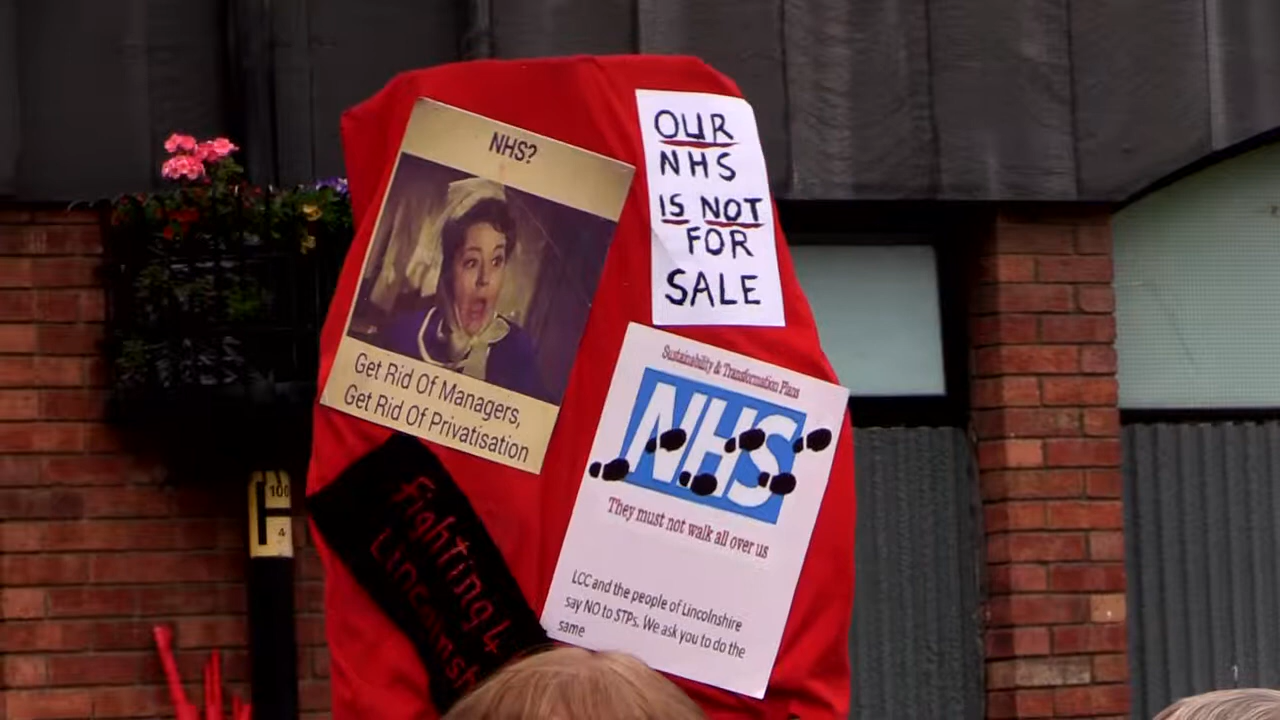 NHS?
Get Rid Of Managers,
Get Rid Of Privatisation
OUR
NHS
IS NOT
FOR
SALE
Sustainability & Transformation Plans
NHS
They must not walk all over us
LCC and the people of Lincolnshire
say NO to STPs. We ask you to do the
same
fighting 4
100
4